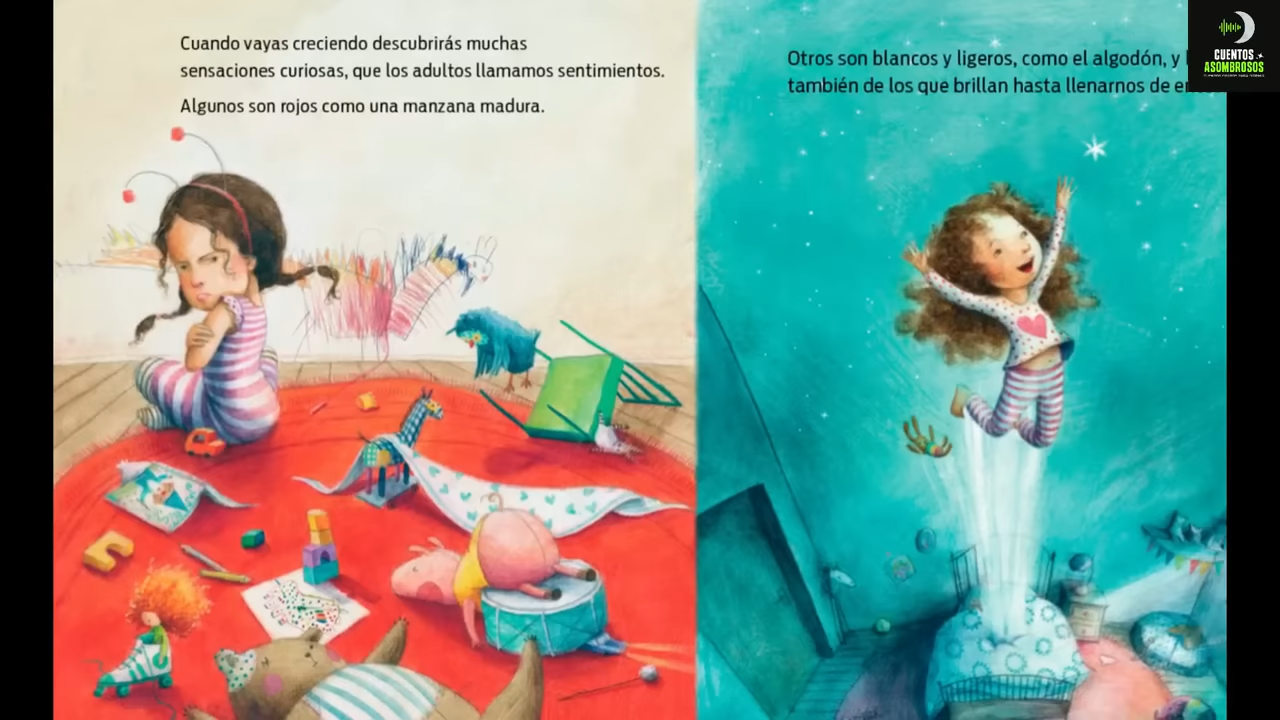 Cuando vayas creciendo descubrirás muchas
sensaciones curiosas, que los adultos llamamos sentimientos.
Algunos son rojos como una manzana madura.
Otros son blancos y ligeros, como el algodón, y
también de los que brillan hasta llenarnos de
CUENTOS
ASOMBROSOS